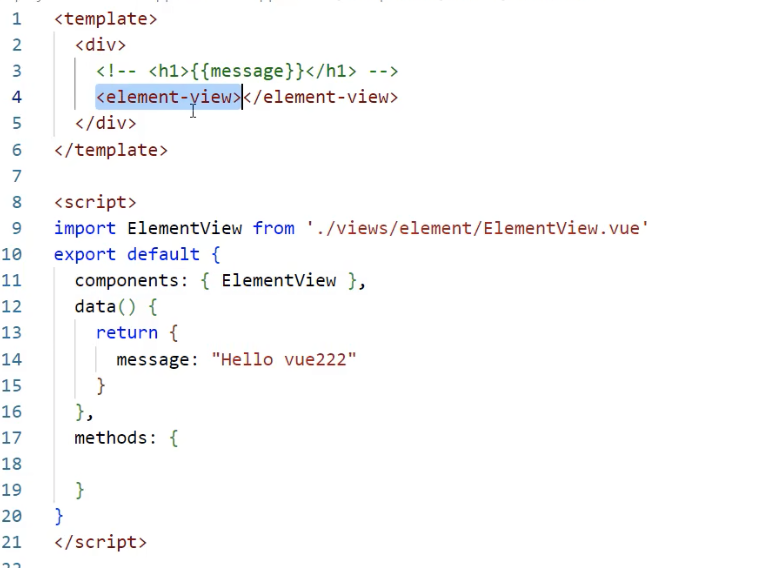 1 <template>
2 <div>
3 <!-- <h1>{{message}}</h1> -->
4 <element-view></element-view>
5 </div>
6 </template>
7
8 <script>
9 import ElementView from './views/element/ElementView.vue'
10 export default {
11 components: { ElementView },
12 data() {
13 return {
14 message: "Hello vue222"
15 }
16 },
17 methods: {
18
19 }
20 }
21 </script>